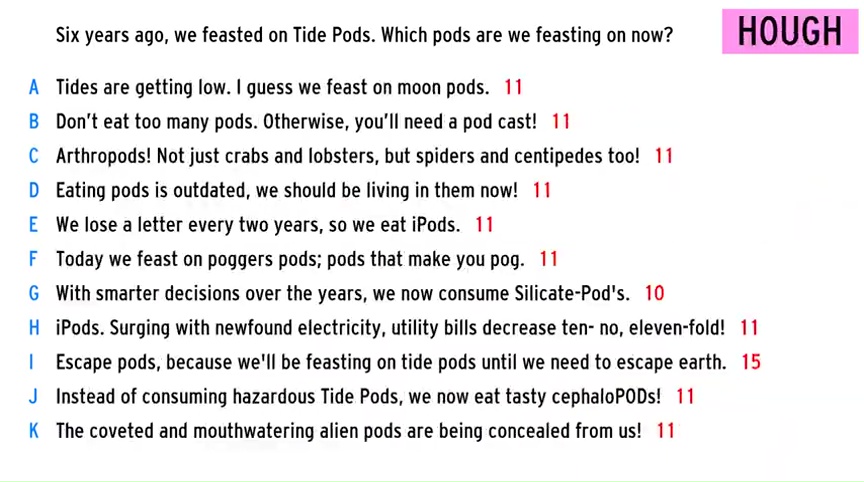 Six years ago, we feasted on Tide Pods. Which pods are we feasting on now?
HOUGH
A Tides are getting low. I guess we feast on moon pods. 11
B Don't eat too many pods. Otherwise, you'll need a pod cast! 11
C Arthropods! Not just crabs and lobsters, but spiders and centipedes too! 11
D Eating pods is outdated, we should be living in them now! 11
E We lose a letter every two years, so we eat iPods. 11
F Today we feast on poggers pods; pods that make you pog. 11
G With smarter decisions over the years, we now consume Silicate-Pod's. 10
H iPods. Surging with newfound electricity, utility bills decrease ten- no, eleven-fold! 11
I Escape pods, because we'll be feasting on tide pods until we need to escape earth. 15
J Instead of consuming hazardous Tide Pods, we now eat tasty cephaloPODs! 11
K The coveted and mouthwatering alien pods are being concealed from us! 11